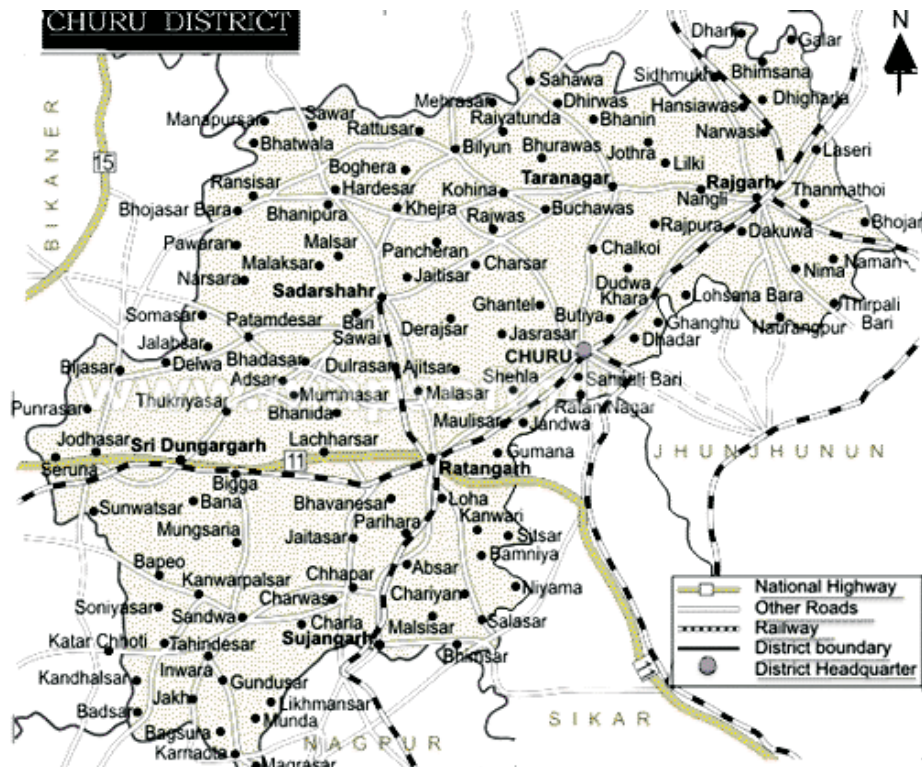 CHURU DISTRICT
N
Dhani
Galar
Sahawa
Sidhmukh
Bhimsana
Mehrasar
Dhirwas
Hansiawas
Dhigharla
Manapursar
Sawar
Rattusar
Raiyatunda
Bhanin
Narwasi
Bhatwala
Bilyun
Bhurawas
Jothra
Laseri
BIKANER
15
Boghera
Lilki
Ransisar
Hardesar
Kohina
Taranagar
Rajgarh
Nangli
Thanmathoi
Bhojasar Bara
Bhanipura
Khejra
Rajwas
Buchawas
Rajpura
Dakuwa
Bhojan
Pawaran
Malsar
Pancheran
Chalkoi
Narsara
Malaksar
Jaitisar
Charsar
Dudwa
Khara
Nima
Naman
Sadarshahr
Ghantel
Butiya
Lohsana Bara
Thirpali
Bari
Somasar
Patamdesar
Bari
Sawai
Derajsar
Jasrasar
Ghanghu
Naurangpur
Jalabsar
Dhadar
Bijasar
Delwa
Bhadasar
Dulrasar
Ajitsar
CHURU
Adsar
Shehla
Punrasar
Thukriyasar
Mummasar
Malasar
Bhanida
Maulisar
Ratan Nagar
Jandwa
Jodhasar
Sri Dungargarh
Lachharsar
Gumana
JHUNJHUNUN
Seruna
11
Ratangarh
Bigga
Sunwatsar
Bana
Bhavanesar
Loha
Parihara
Kanwari
Mungsaria
Jaitasar
Sitsar
Bamniya
Bapeo
Kanwarpalsar
Chhapar
Absar
Niyama
Charwas
Chariyan
Soniyasar
Sandwa
Charla
Malsisar
Salasar
Katar Chhoti
Tahindesar
Sujangarh
Bhimsar
Inwara
Kandhalsar
Gundusar
11
Jakh
Likhmansar
Badsar
Munda
Bagsura
SIKAR
NAGPUR
Karnadta
Magrasar
National Highway
Other Roads
Railway
District boundary
District Headquarter